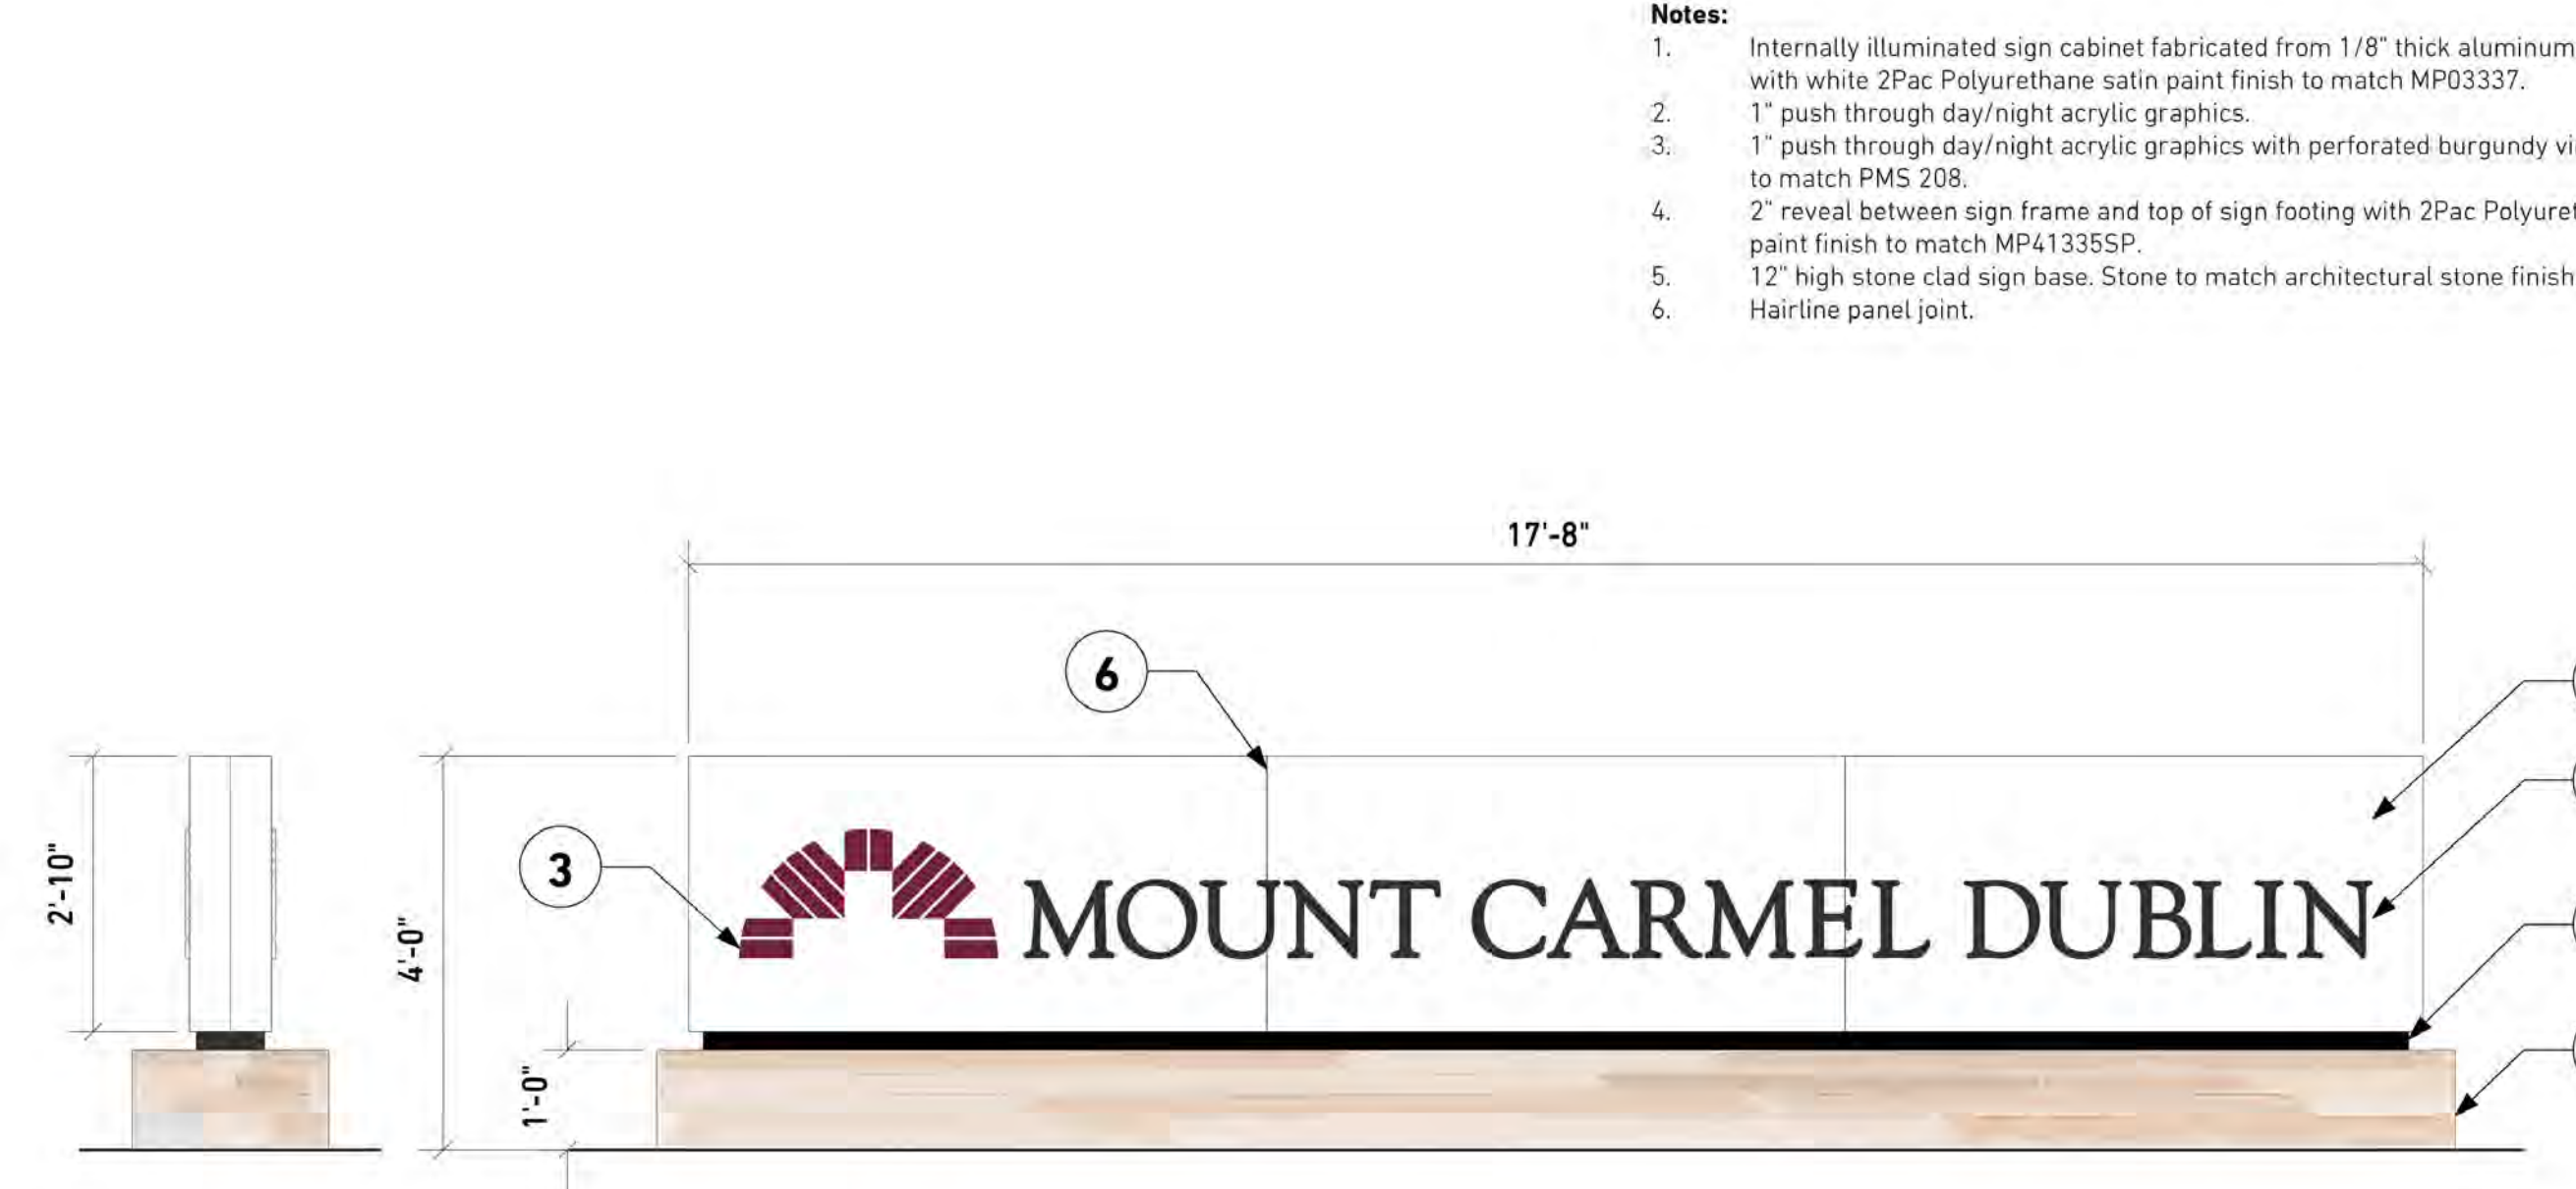 Notes:
1. Internally illuminated sign cabinet fabricated from 1/8" thick aluminum
with white 2Pac Polyurethane satin paint finish to match MP03337.
2. 1" push through day/night acrylic graphics.
3. 1" push through day/night acrylic graphics with perforated burgundy
to match PMS 208.
4. 2" reveal between sign frame and top of sign footing with 2Pac
paint finish to match MP41335SP.
5. 12" high stone clad sign base. Stone to match architectural stone finish
6. Hairline panel joint.
17'-8"
6
2'-10"
4'-0"
3
MOUNT CARMEL DUBLIN
1'-0"